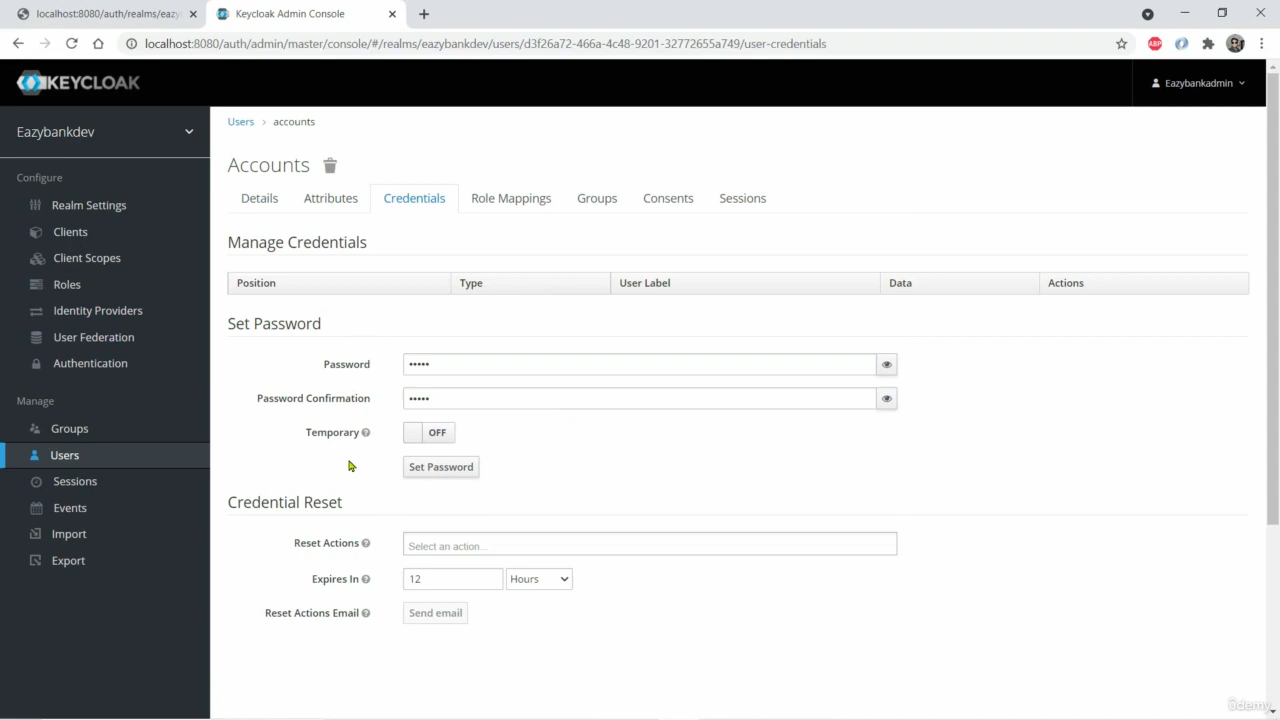 localhost:8080/auth/realms/eazy
Keycloak Admin Console
localhost:8080/auth/admin/master/console/#/realms/eazybankdev/users/d3f26a72-466a-4c48-9201-32772655a749/user-credentials
ABP
KEYCLOAK
Eazybankadmin
Eazybankdev
Configure
Realm Settings
Clients
Client Scopes
Roles
Identity Providers
User Federation
Authentication
Manage
Groups
Users
Sessions
Events
Import
Export
Users > accounts
Accounts
Details Attributes Credentials Role Mappings Groups Consents Sessions
Manage Credentials
Position Type User Label Data Actions
Set Password
Password •••••
Password Confirmation •••••
Temporary OFF
Set Password
Credential Reset
Reset Actions Select an action...
Expires In 12 Hours
Reset Actions Email Send email
ûdemy